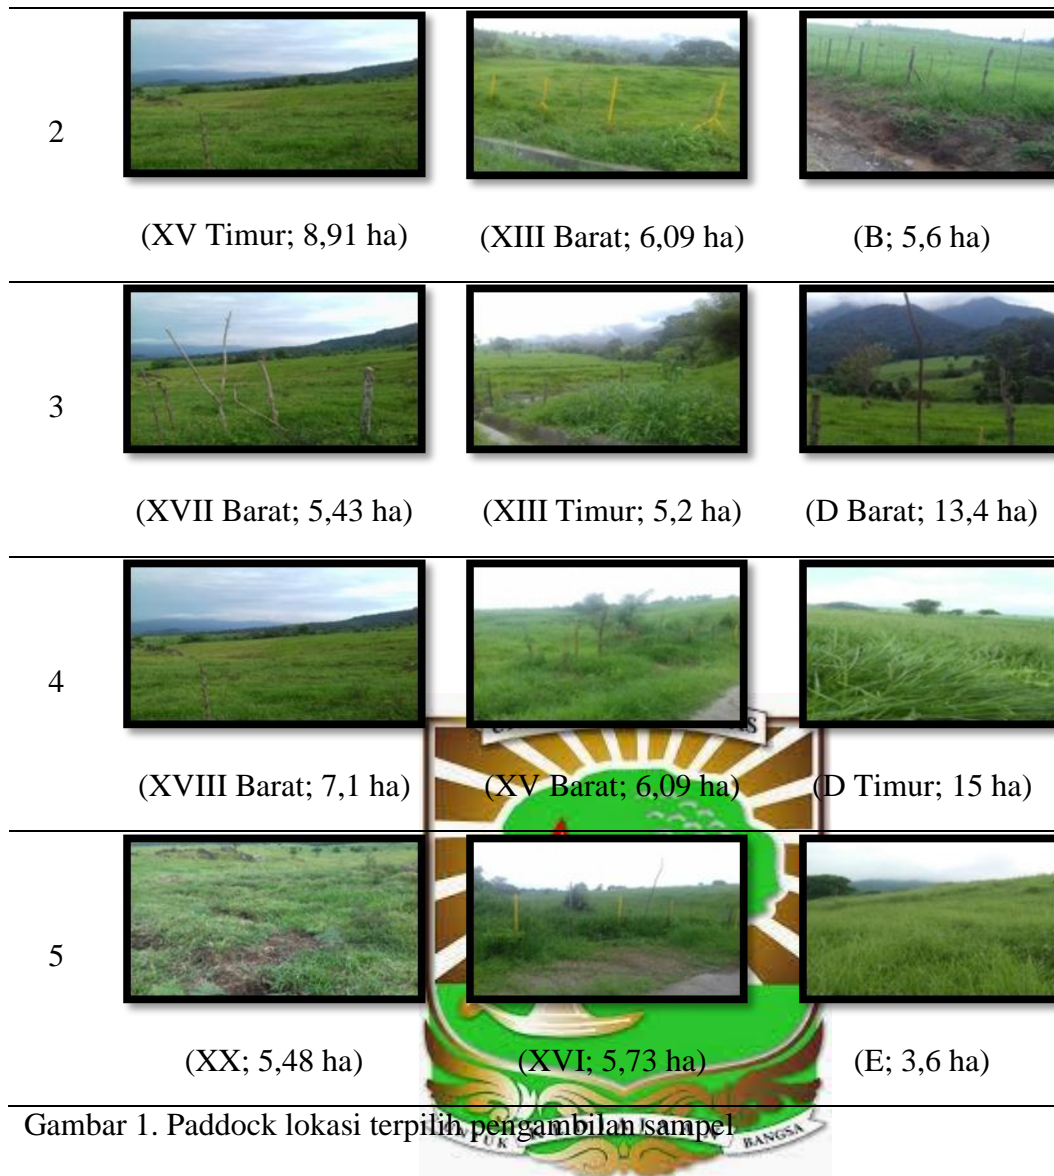 2
(XV Timur; 8,91 ha) (XIII Barat; 6,09 ha) (B; 5,6 ha)
3
(XVII Barat; 5,43 ha) (XIII Timur; 5,2 ha) (D Barat; 13,4 ha)
4
(XVIII Barat; 7,1 ha) (XV Barat; 6,09 ha) (D Timur; 15 ha)
5
(XX; 5,48 ha) (XVI; 5,73 ha) (E; 3,6 ha)
Gambar 1. Paddock lokasi terpilih pengambilan sampel
UNTUK KEDJAJAAN BANGSA